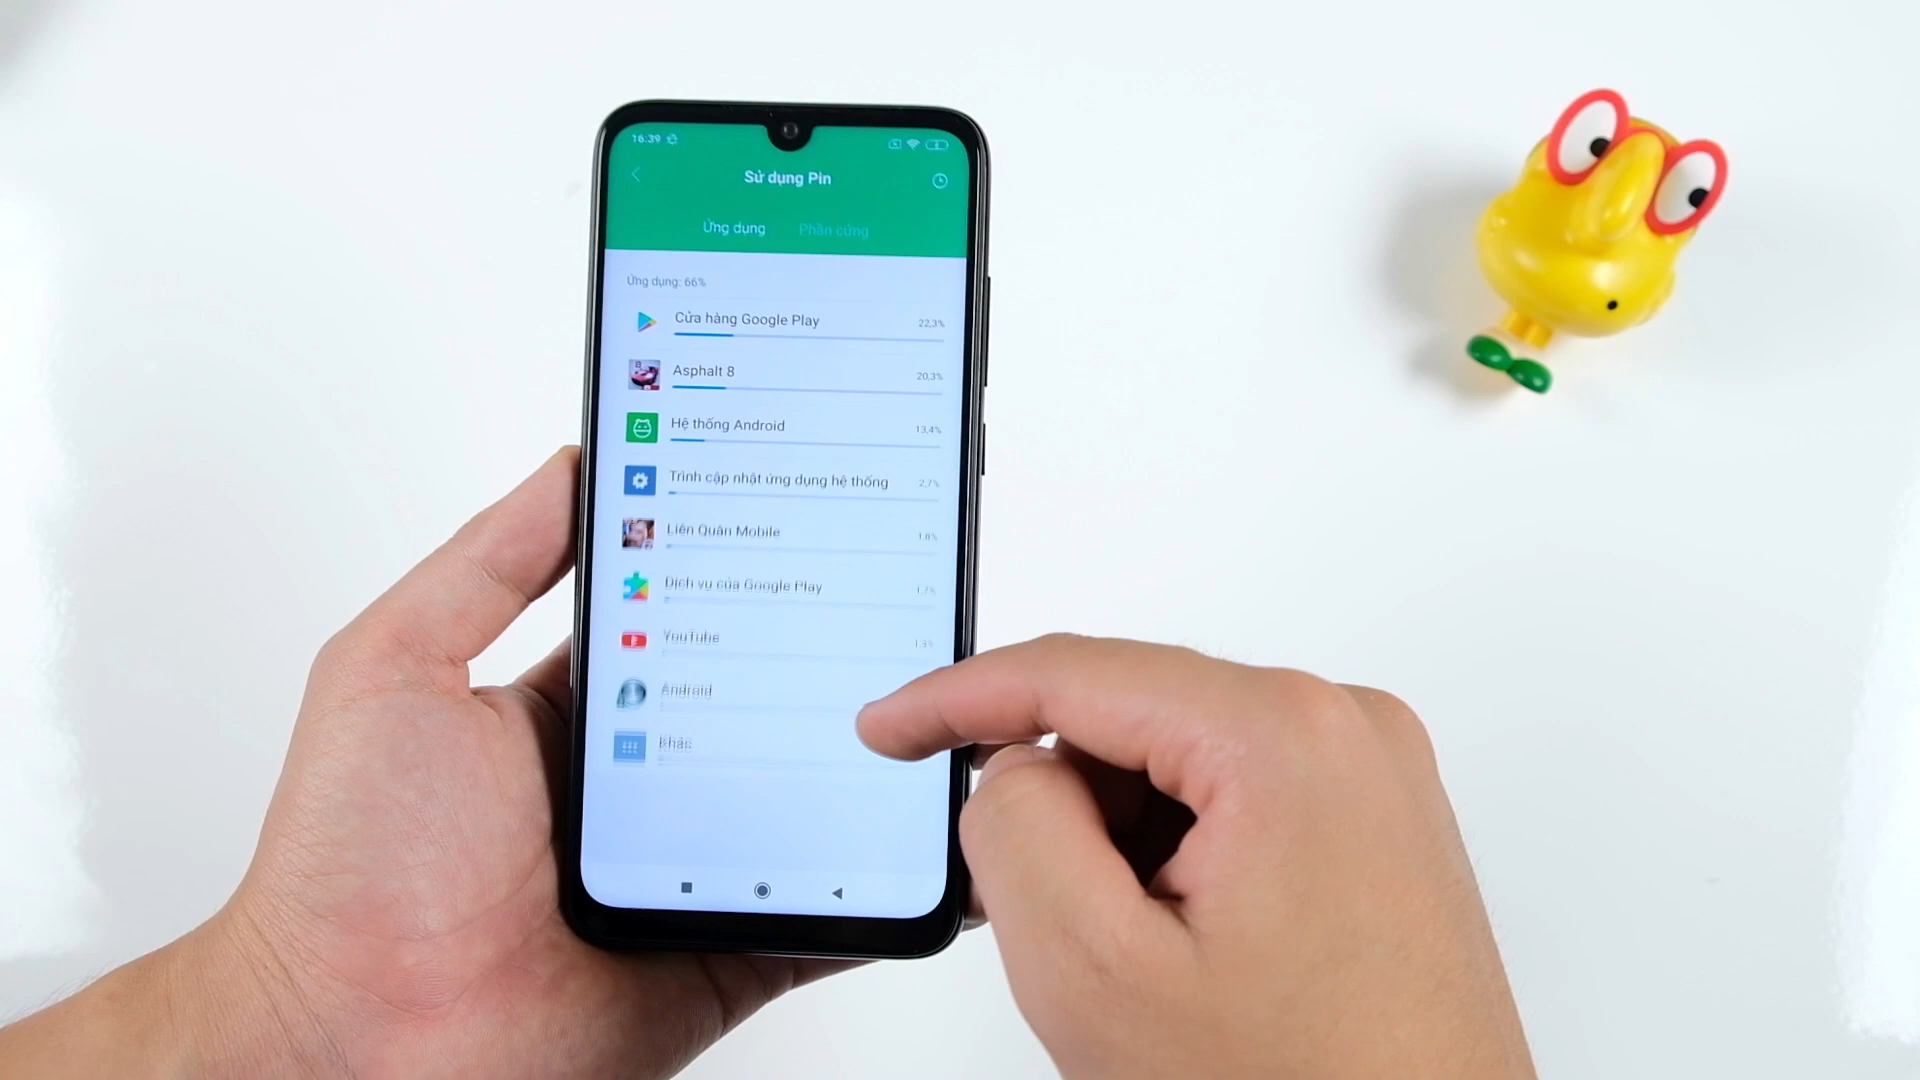 16:39
Sử dụng Pin
Ứng dụng Phần cứng
Ứng dụng: 66%
Cửa hàng Google Play 22,3%
Asphalt 8 20,3%
Hệ thống Android 13,4%
Trình cập nhật ứng dụng hệ thống 2,7%
Liên Quân Mobile 1,8%
Dịch vụ của Google Play 1,7%
YouTube 1,3%
Android
Khác